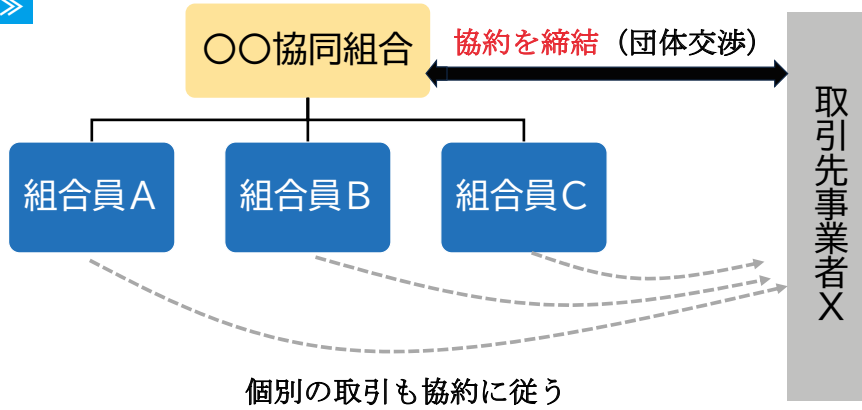 〇〇協同組合
協約を締結（団体交渉）
組合員A
組合員B
組合員C
取引先事業者X
個別の取引も協約に従う